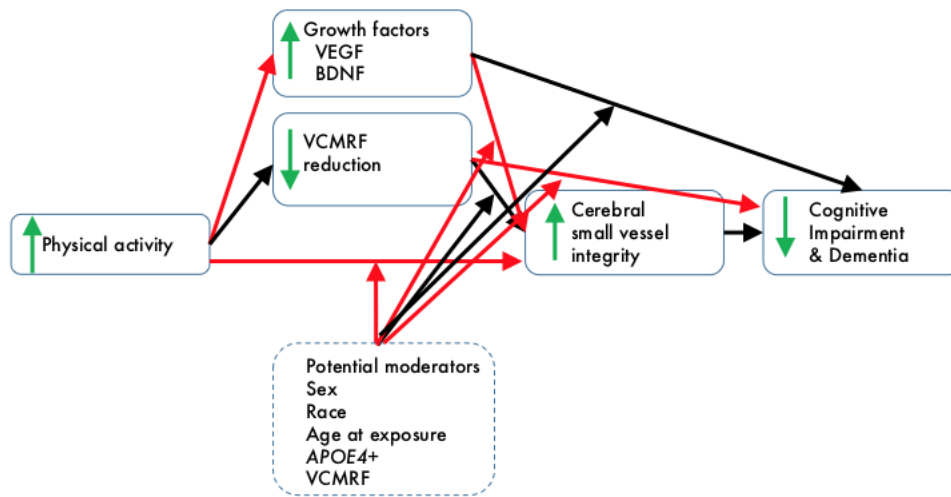 Growth factors
VEGF
BDNF
VCMRF
reduction
Physical activity
Cerebral
small vessel
integrity
Cognitive
Impairment
& Dementia
Potential moderators
Sex
Race
Age at exposure
APOE4+
VCMRF